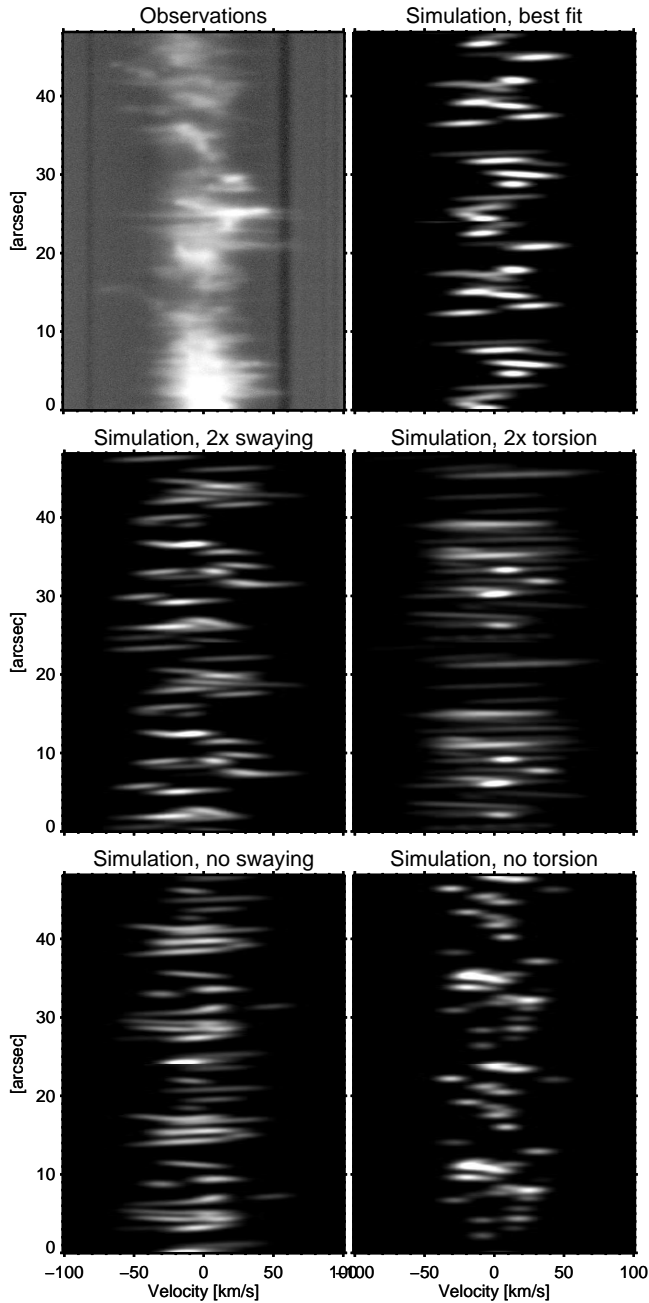 Observations
Simulation, best fit
40
30
20
10
0
[arcsec]
Simulation, 2x swaying
Simulation, 2x torsion
40
30
20
10
0
[arcsec]
Simulation, no swaying
Simulation, no torsion
40
30
20
10
0
[arcsec]
−100 −50 0 50 100
−100 −50 0 50 100
Velocity [km/s]
Velocity [km/s]